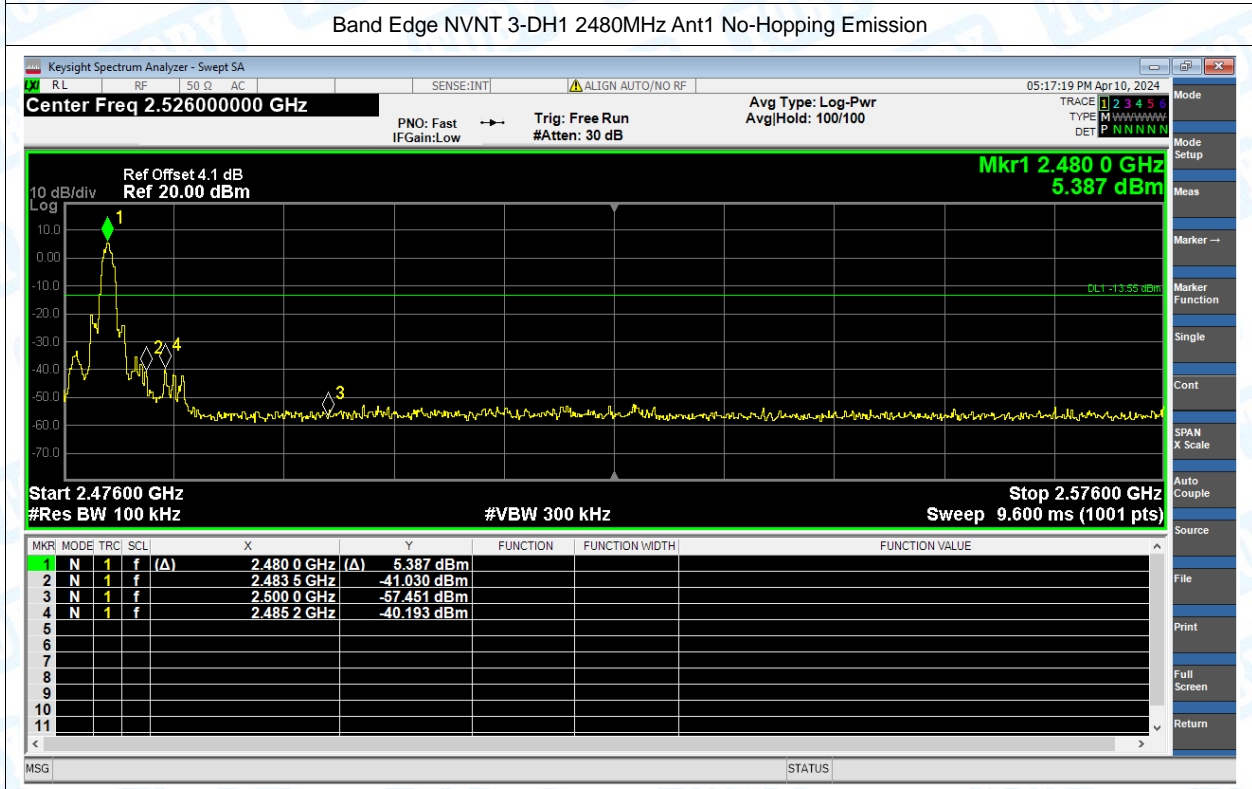 Band Edge NVNT 3-DH1 2480MHz Ant1 No-Hopping Emission
Keysight Spectrum Analyzer - Swept SA
LXI RL RF 50 Ω AC SENSE:INT ALIGN AUTO/NO RF 05:17:19 PM Apr 10, 2024
Center Freq 2.526000000 GHz
PNO: Fast
IFGain:Low
Trig: Free Run
#Atten: 30 dB
Avg Type: Log-Pwr
Avg|Hold: 100/100
TRACE 1 2 3 4 5 6
TYPE M WWWWW
DET P N N N N N
Mkr1 2.480 0 GHz
5.387 dBm
Ref Offset 4.1 dB
10 dB/div Ref 20.00 dBm
Log
10.0
0.00
-10.0
-20.0
-30.0
-40.0
-50.0
-60.0
-70.0
1
2
4
3
DL1 -13.55 dBm
Start 2.47600 GHz Stop 2.57600 GHz
#Res BW 100 kHz #VBW 300 kHz Sweep 9.600 ms (1001 pts)
MKR MODE TRC SCL X Y FUNCTION FUNCTION WIDTH FUNCTION VALUE
1 N 1 f (Δ) 2.480 0 GHz (Δ) 5.387 dBm
2 N 1 f 2.483 5 GHz -41.030 dBm
3 N 1 f 2.500 0 GHz -57.451 dBm
4 N 1 f 2.485 2 GHz -40.193 dBm
5
6
7
8
9
10
11
MSG STATUS
Mode
Mode
Setup
Meas
Marker →
Marker
Function
Single
Cont
SPAN
X Scale
Auto
Couple
Source
File
Print
Full
Screen
Return